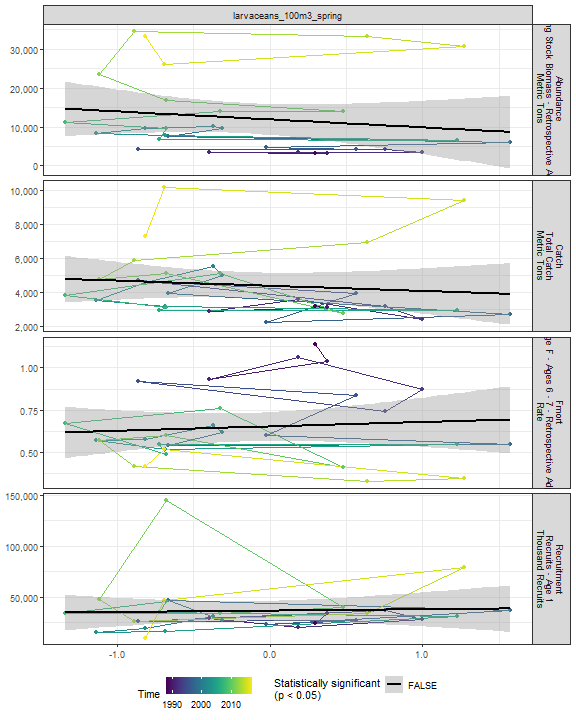 larvaceans_100m3_spring
30,000
20,000
10,000
0
Abundance
Stock Biomass - Retrospective
Metric Tons
10,000
8,000
6,000
4,000
2,000
Catch
Total Catch
Metric Tons
1.00
0.75
0.50
Fmort
F - Ages 6 - 7 - Retrospective
Rate
150,000
100,000
50,000
Recruitment
Recruits - Age 1
Thousand Recruits
-1.0
0.0
1.0
Time
1990 2000 2010
Statistically significant
(p < 0.05)
FALSE